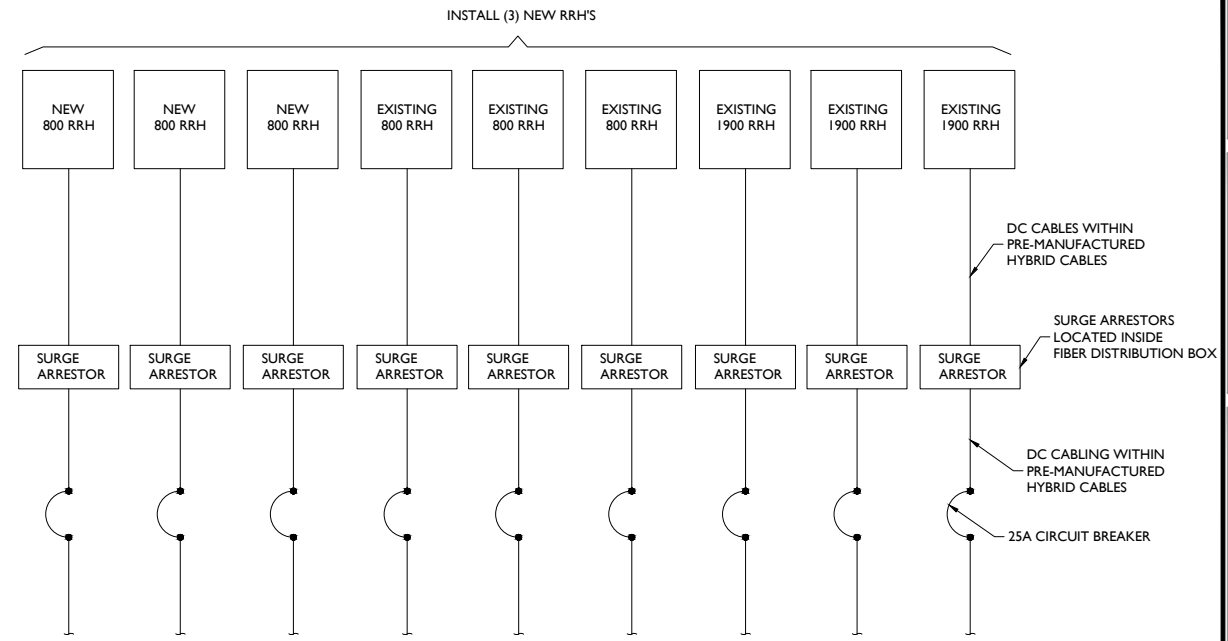 INSTALL (3) NEW RRH'S
NEW
800 RRH
NEW
800 RRH
NEW
800 RRH
EXISTING
800 RRH
EXISTING
800 RRH
EXISTING
800 RRH
EXISTING
1900 RRH
EXISTING
1900 RRH
EXISTING
1900 RRH
DC CABLES WITHIN
PRE-MANUFACTURED
HYBRID CABLES
SURGE ARRESTORS
LOCATED INSIDE
FIBER DISTRIBUTION BOX
SURGE
ARRESTOR
SURGE
ARRESTOR
SURGE
ARRESTOR
SURGE
ARRESTOR
SURGE
ARRESTOR
SURGE
ARRESTOR
SURGE
ARRESTOR
SURGE
ARRESTOR
SURGE
ARRESTOR
DC CABLING WITHIN
PRE-MANUFACTURED
HYBRID CABLES
25A CIRCUIT BREAKER